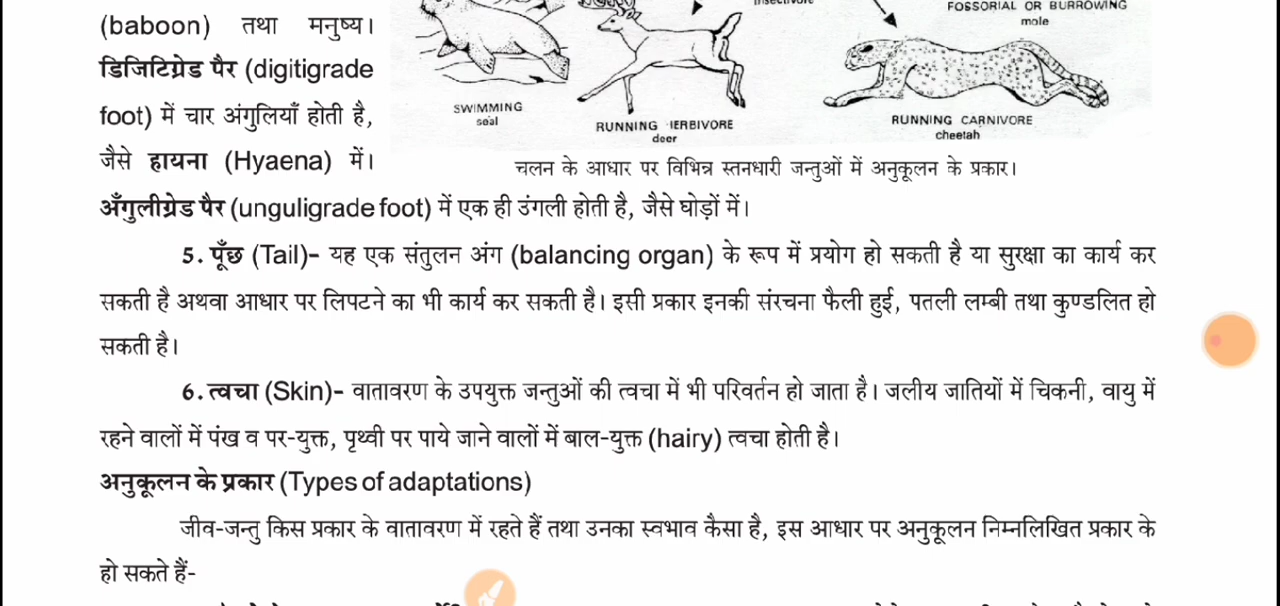 insectivore
FOSSORIAL OR BURROWING
mole
(baboon) तथा मनुष्य।
डिजिटिग्रेड पैर (digitigrade
foot) में चार अंगुलियाँ होती है,
जैसे हायना (Hyaena) में।
SWIMMING
seal
RUNNING HERBIVORE
deer
RUNNING CARNIVORE
cheetah
चलन के आधार पर विभिन्न स्तनधारी जन्तुओं में अनुकूलन के प्रकार।
अँगुलीग्रेड पैर (unguligrade foot) में एक ही उंगली होती है, जैसे घोड़ों में।
5. पूँछ (Tail)- यह एक संतुलन अंग (balancing organ) के रूप में प्रयोग हो सकती है या सुरक्षा का कार्य कर
सकती है अथवा आधार पर लिपटने का भी कार्य कर सकती है। इसी प्रकार इनकी संरचना फैली हुई, पतली लम्बी तथा कुण्डलित हो
सकती है।
6. त्वचा (Skin)- वातावरण के उपयुक्त जन्तुओं की त्वचा में भी परिवर्तन हो जाता है। जलीय जातियों में चिकनी, वायु में
रहने वालों में पंख व पर-युक्त, पृथ्वी पर पाये जाने वालों में बाल-युक्त (hairy) त्वचा होती है।
अनुकूलन के प्रकार (Types of adaptations)
जीव-जन्तु किस प्रकार के वातावरण में रहते हैं तथा उनका स्वभाव कैसा है, इस आधार पर अनुकूलन निम्नलिखित प्रकार के
हो सकते हैं-